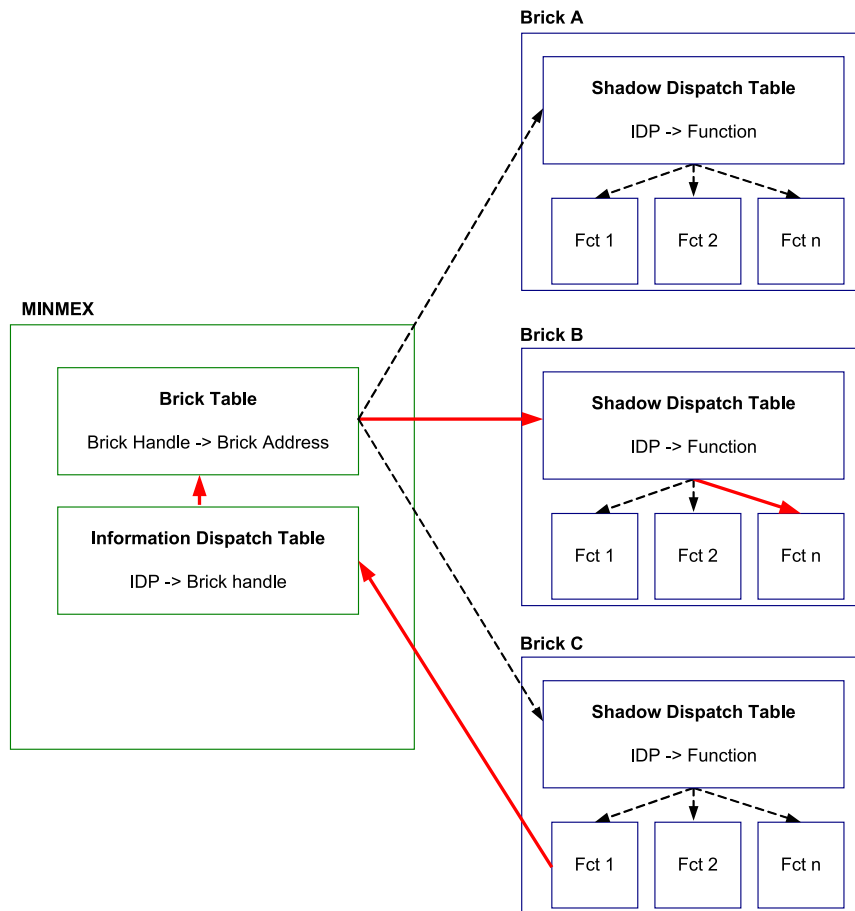 Brick A
Shadow Dispatch Table
IDP -> Function
Fct 1
Fct 2
Fct n
MINMEX
Brick Table
Brick Handle -> Brick Address
Information Dispatch Table
IDP -> Brick handle
Brick B
Shadow Dispatch Table
IDP -> Function
Fct 1
Fct 2
Fct n
Brick C
Shadow Dispatch Table
IDP -> Function
Fct 1
Fct 2
Fct n